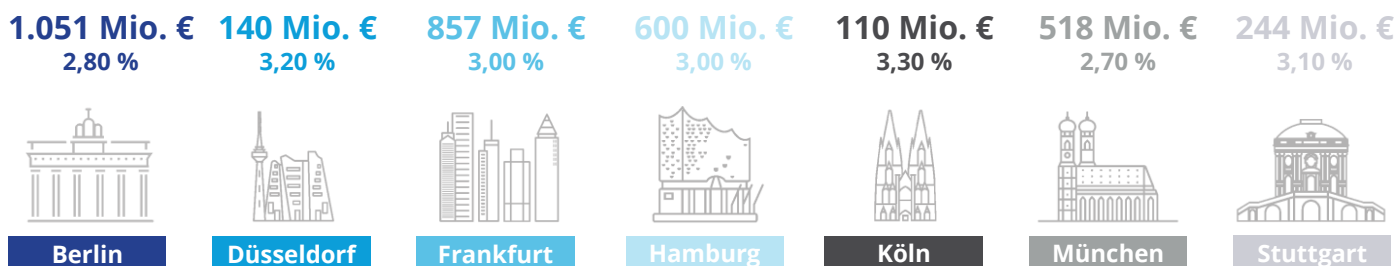 1.051 Mio. € 140 Mio. € 857 Mio. € 600 Mio. € 110 Mio. € 518 Mio. € 244 Mio. €
2,80 % 3,20 % 3,00 % 3,00 % 3,30 % 2,70 % 3,10 %
Berlin Düsseldorf Frankfurt Hamburg Köln München Stuttgart